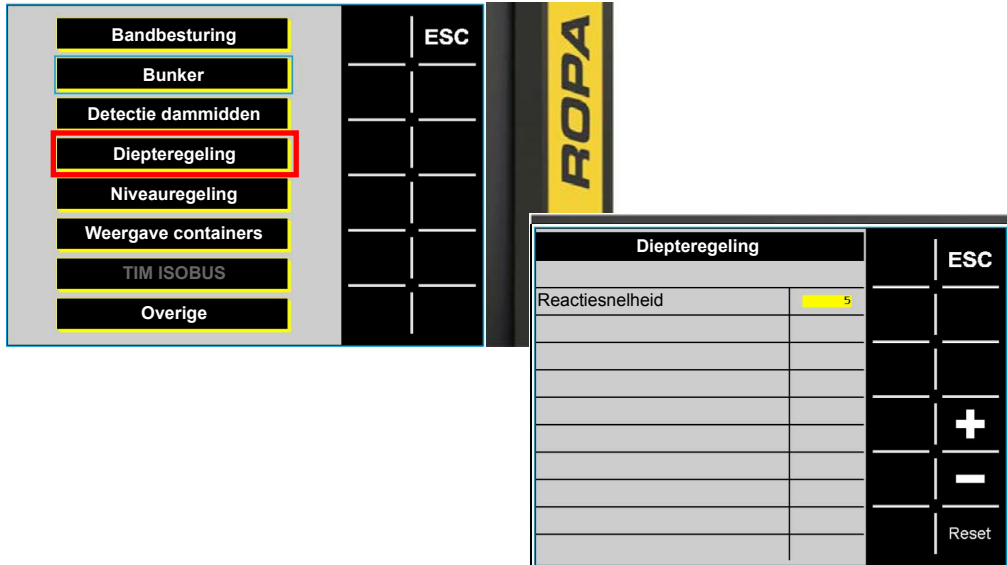 Bandbesturing
ESC
Bunker
Detectie dammidden
Diepteregeling
Niveauregeling
Weergave containers
TIM ISOBUS
Overige
ROPA
Diepteregeling
ESC
Reactiesnelheid 5
Reset